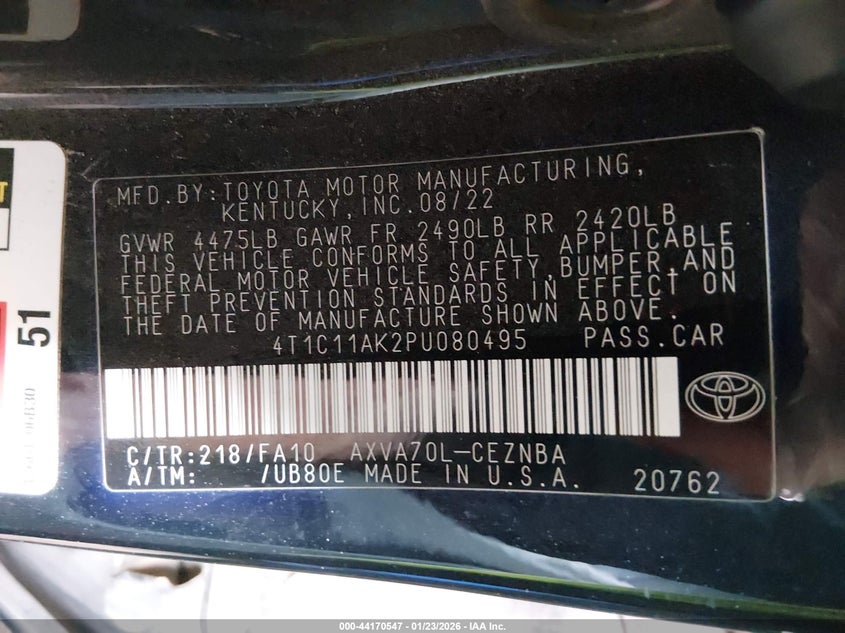 MFD.BY:TOYOTA MOTOR MANUFACTURING,
KENTUCKY,INC.08/22
GVWR 4475LB GAWR FR 2490LB RR 2420LB
THIS VEHICLE CONFORMS TO ALL APPLICABLE
FEDERAL MOTOR VEHICLE SAFETY,BUMPER,AND
THEFT PREVENTION STANDARDS IN EFFECT ON
THE DATE OF MANUFACTURE SHOWN ABOVE.
4T1C11AK2PU080495 PASS.CAR
C/TR:218/FA10 AXVA70L-CEZNBA
A/TM: /UB80E MADE IN U.S.A. 20762
51
000-44170547 - 01/23/2026 - IAA Inc.